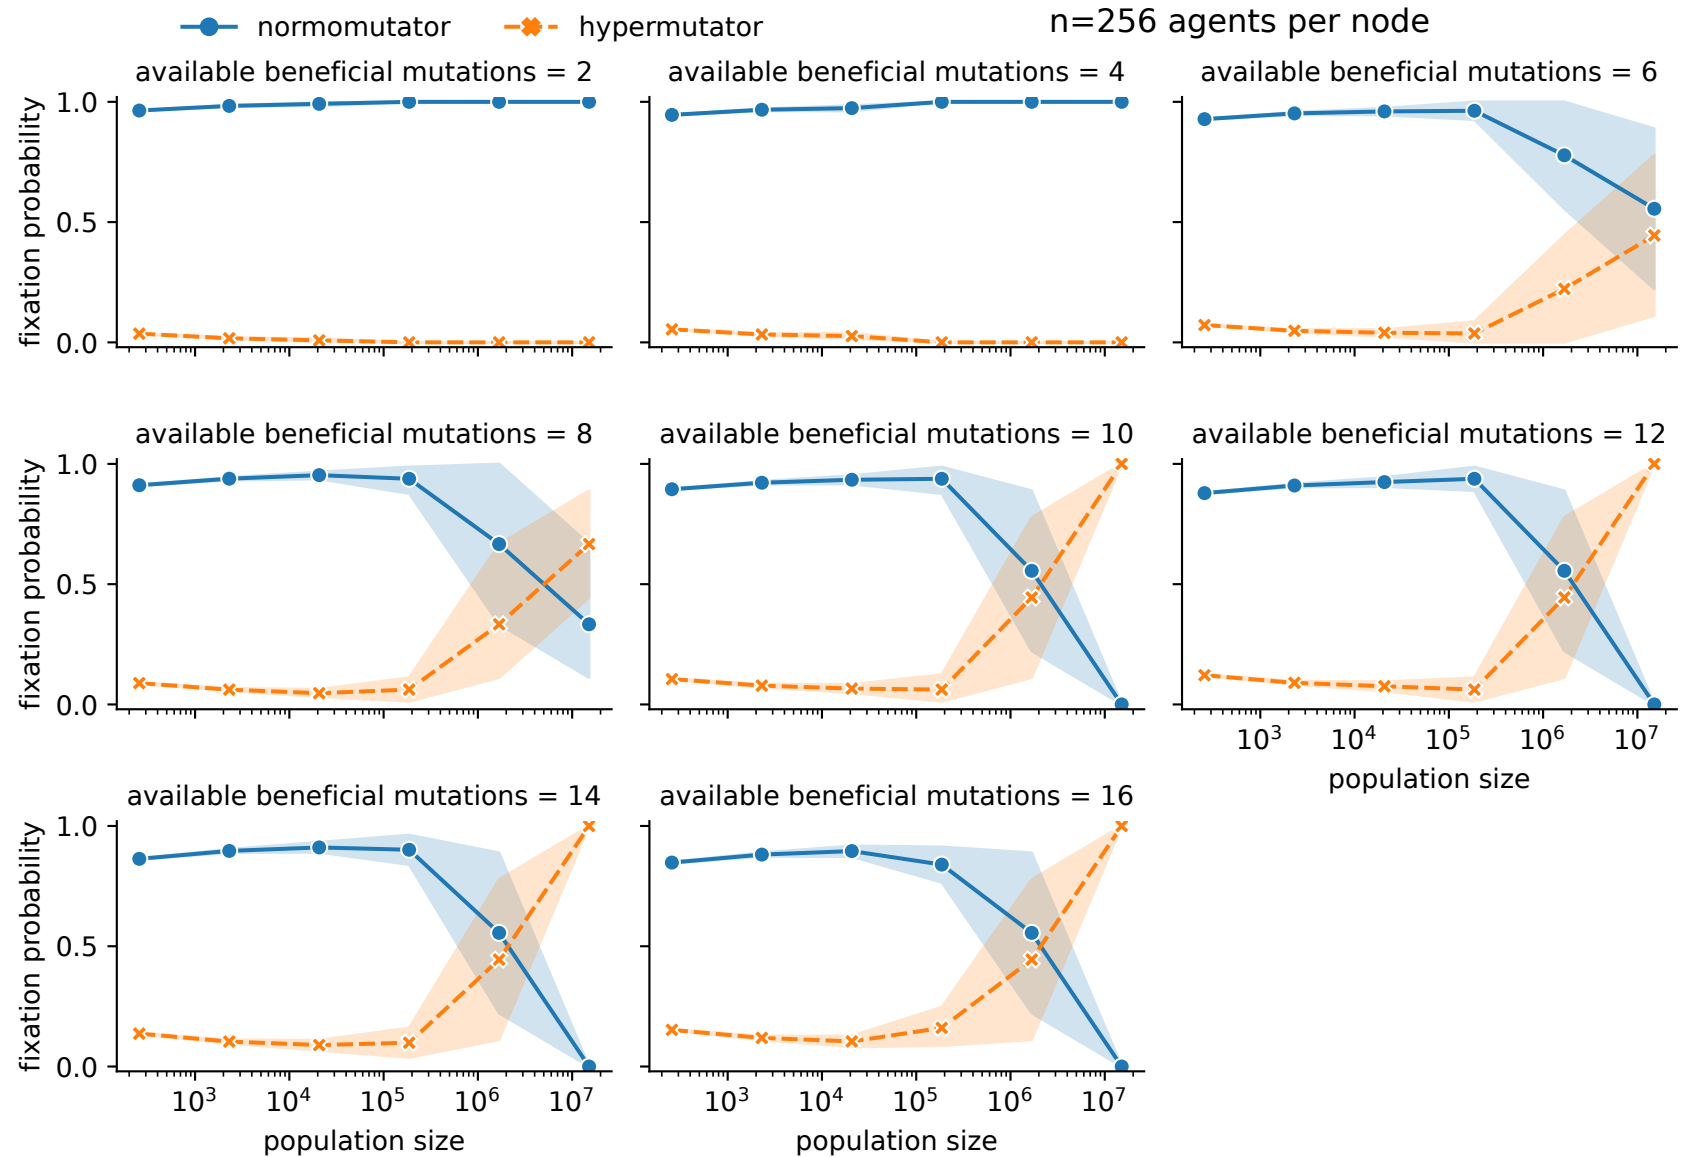 normomutator hypermutator n=256 agents per node
available beneficial mutations = 2 available beneficial mutations = 4 available beneficial mutations = 6
fixation probability
1.0
0.5
0.0
available beneficial mutations = 8 available beneficial mutations = 10 available beneficial mutations = 12
fixation probability
1.0
0.5
0.0
10³ 10⁴ 10⁵ 10⁶ 10⁷
population size
available beneficial mutations = 14 available beneficial mutations = 16
fixation probability
1.0
0.5
0.0
10³ 10⁴ 10⁵ 10⁶ 10⁷ 10³ 10⁴ 10⁵ 10⁶ 10⁷
population size population size